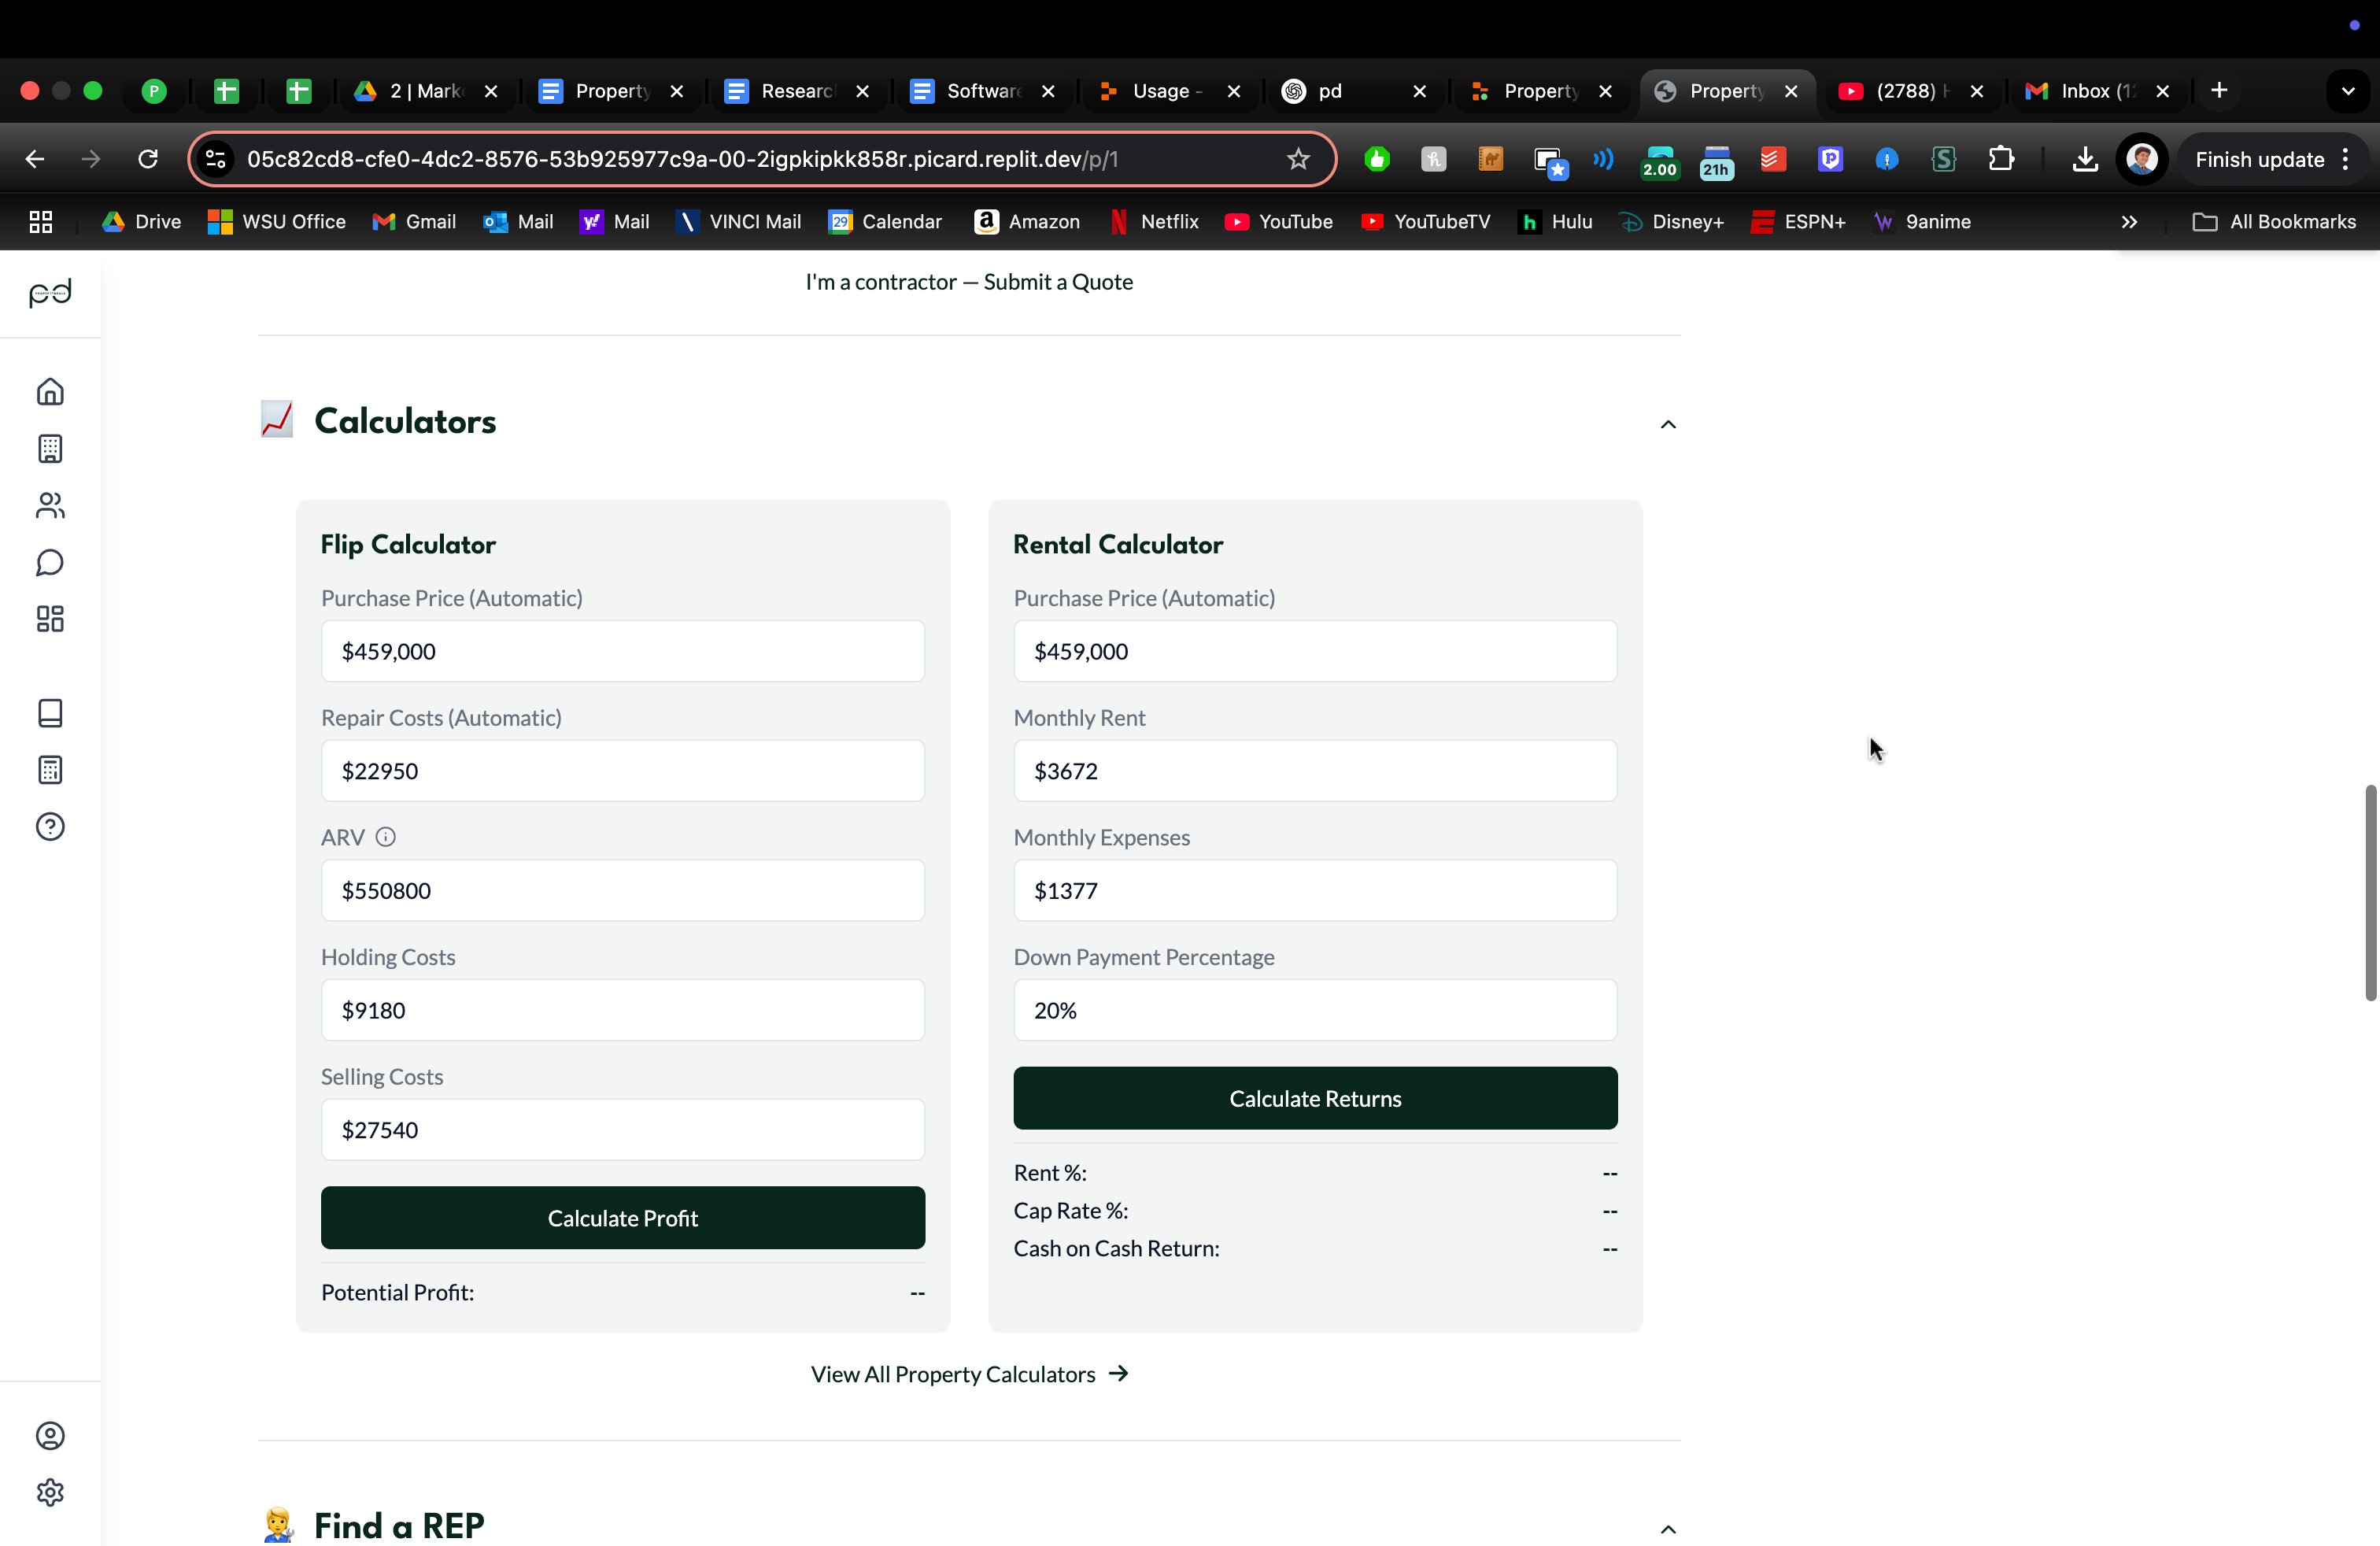 P
2 | Mark
Property
Researc
Software
Usage -
pd
Property
Property
(2788)
Inbox (1
05c82cd8-cfe0-4dc2-8576-53b925977c9a-00-2igpkipkk858r.picard.replit.dev/p/1
2.00
21h
Finish update
Drive
WSU Office
Gmail
Mail
Mail
VINCI Mail
29
Calendar
Amazon
Netflix
YouTube
YouTubeTV
Hulu
Disney+
ESPN+
9anime
All Bookmarks
pd
I'm a contractor — Submit a Quote
Calculators
Flip Calculator
Purchase Price (Automatic)
$459,000
Repair Costs (Automatic)
$22950
ARV
$550800
Holding Costs
$9180
Selling Costs
$27540
Calculate Profit
Potential Profit: --
Rental Calculator
Purchase Price (Automatic)
$459,000
Monthly Rent
$3672
Monthly Expenses
$1377
Down Payment Percentage
20%
Calculate Returns
Rent %: --
Cap Rate %: --
Cash on Cash Return: --
View All Property Calculators →
Find a REP